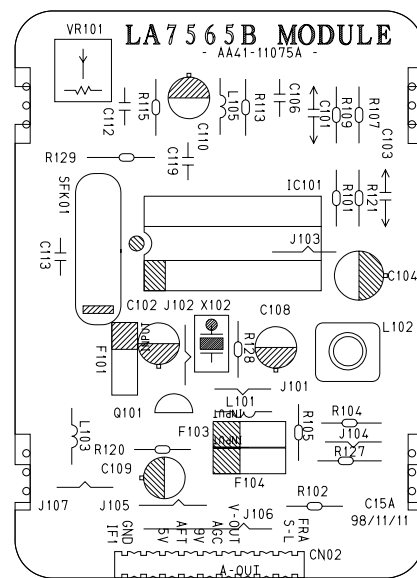 VR101
LA7565B MODULE
- AA41-11075A -
C112
R115
C110
L105
R113
C106
C101
R109
R107
C103
R129
C119
SFK01
IC101
R101
R121
J103
C113
C104
C102
J102
X102
C108
L102
F101
INPUT
R128
J101
Q101
L101
INPUT
L103
F103
INPUT
R105
R104
J104
R120
R127
C109
F104
J107
J105
R102
C15A
J106
98/11/11
IF1
GND
5V
AFT
9V
AGC
V-OUT
S-L
FRA
CN02
A-OUT